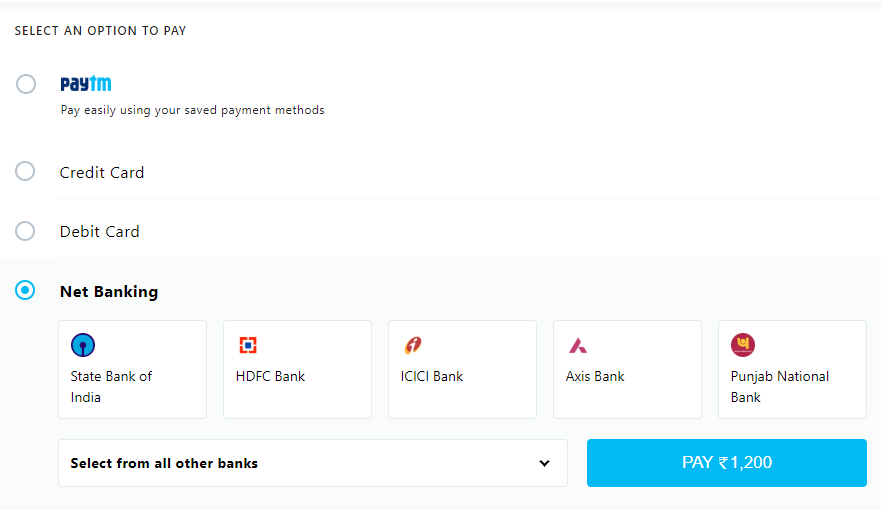 SELECT AN OPTION TO PAY
paytm
Pay easily using your saved payment methods
Credit Card
Debit Card
Net Banking
State Bank of
India
HDFC Bank
ICICI Bank
Axis Bank
Punjab National
Bank
Select from all other banks
PAY ₹1,200